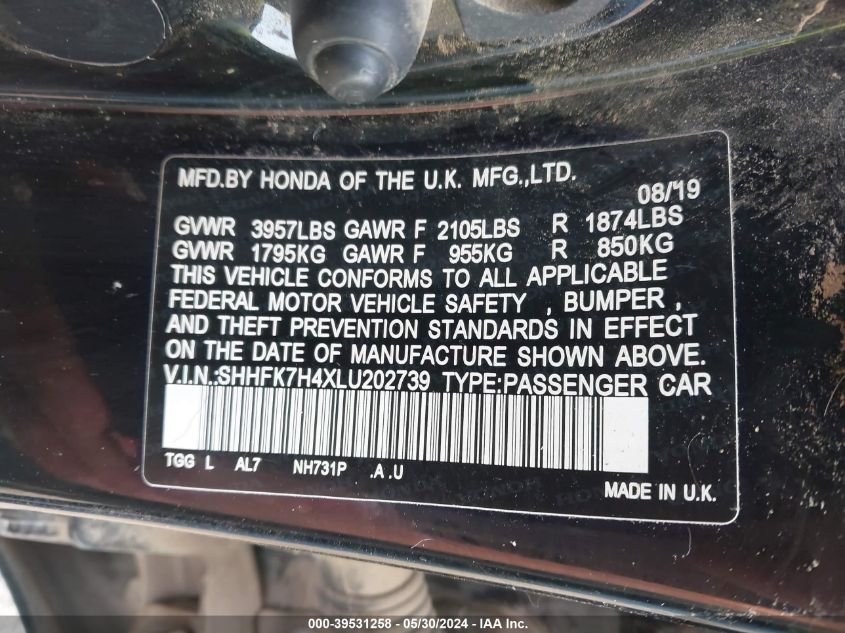 MFD.BY HONDA OF THE U.K. MFG.,LTD.
08/19
GVWR 3957LBS GAWR F 2105LBS R 1874LBS
GVWR 1795KG GAWR F 955KG R 850KG
THIS VEHICLE CONFORMS TO ALL APPLICABLE
FEDERAL MOTOR VEHICLE SAFETY , BUMPER ,
AND THEFT PREVENTION STANDARDS IN EFFECT
ON THE DATE OF MANUFACTURE SHOWN ABOVE.
V.I.N.:SHHFK7H4XLU202739 TYPE:PASSENGER CAR
TGG L AL7 NH731P .A .U
MADE IN U.K.
000-39531258 - 05/30/2024 - IAA Inc.